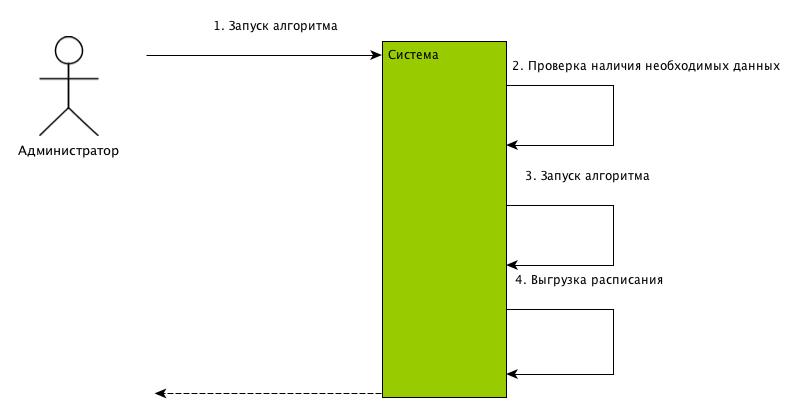 1. Запуск алгоритма
Система
2. Проверка наличия необходимых данных
Администратор
3. Запуск алгоритма
4. Выгрузка расписания